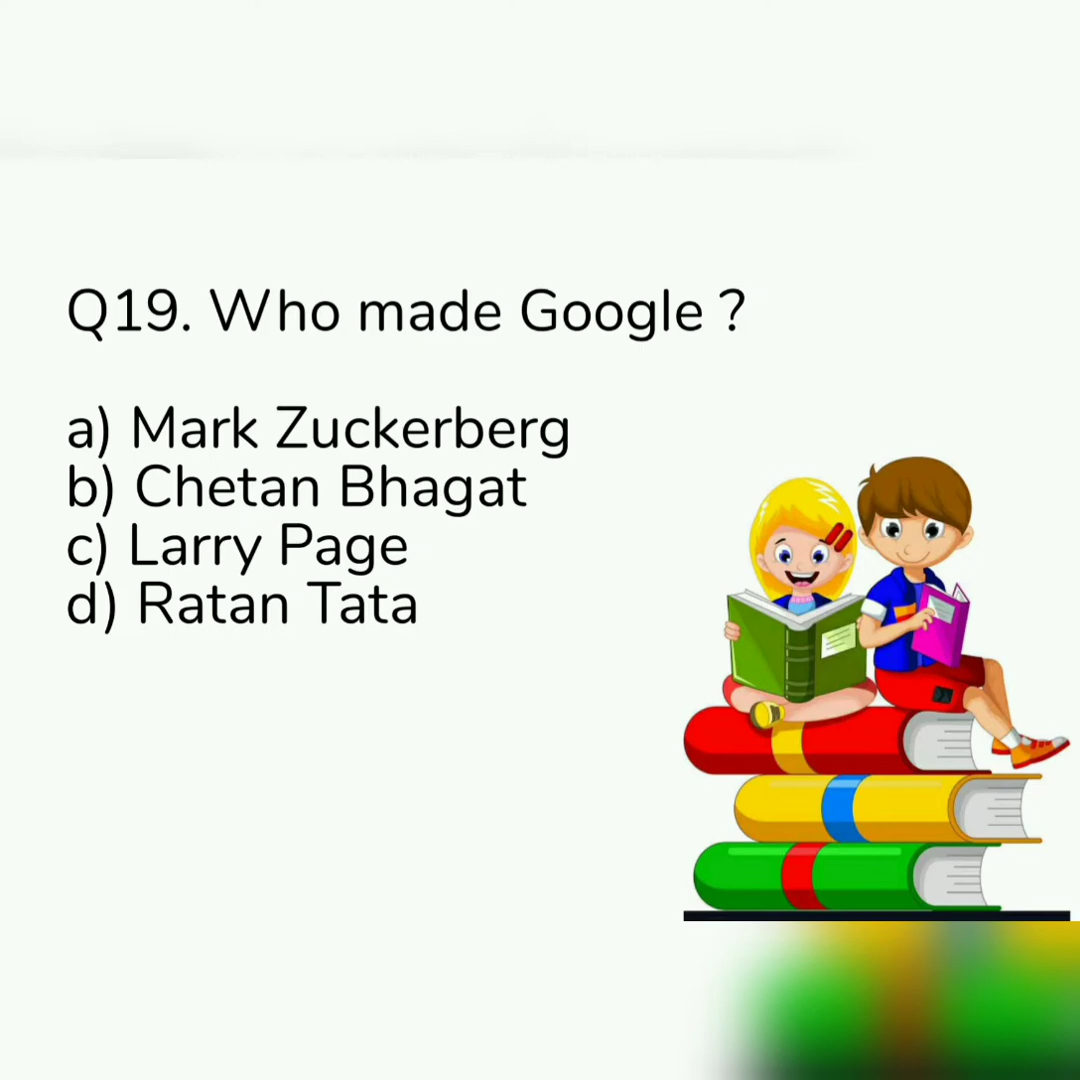 Q19. Who made Google ?
a) Mark Zuckerberg
b) Chetan Bhagat
c) Larry Page
d) Ratan Tata